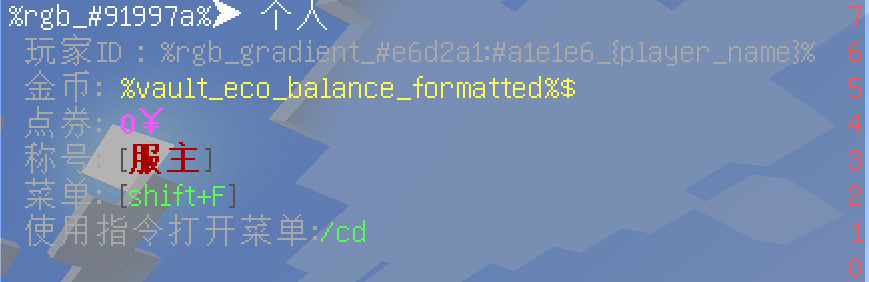 %rgb_#91997a%➤ 个人 7
玩家ID：%rgb_gradient_#e6d2a1:#a1e1e6_{player_name}% 6
金币: %vault_eco_balance_formatted%$ 5
点券: 0¥ 4
称号: [服主] 3
菜单: [shift+F] 2
使用指令打开菜单:/cd 1
0